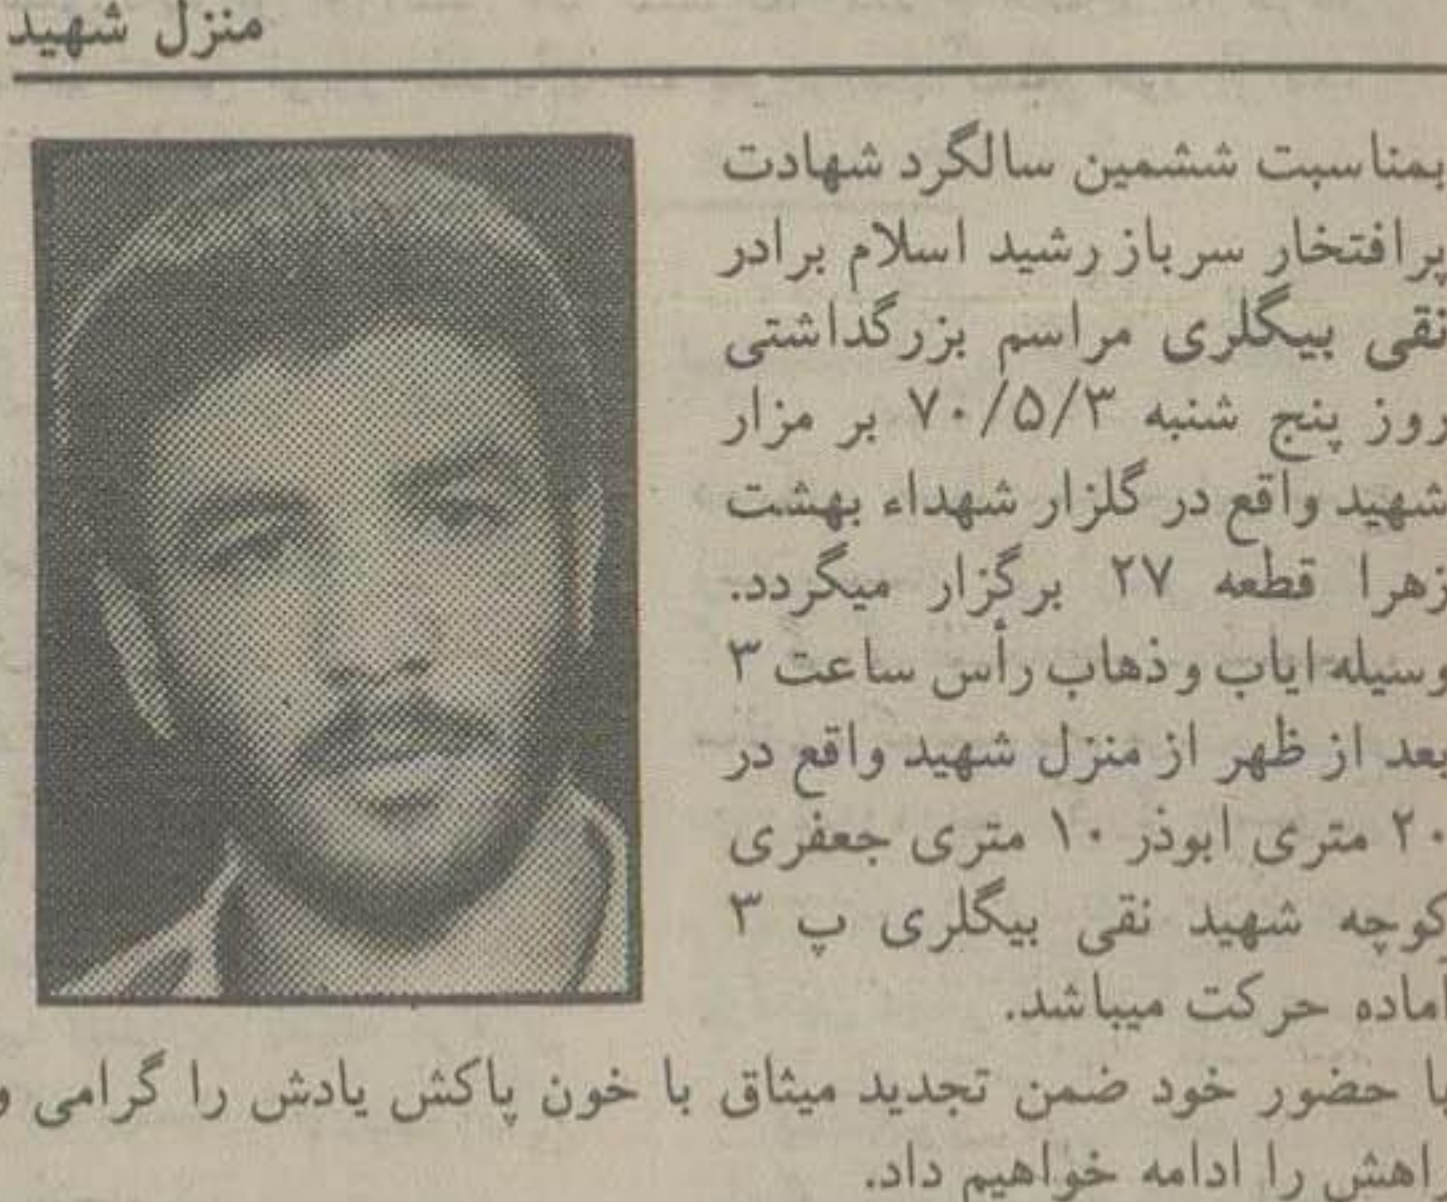 منزل شهید
بمناسبت ششمین سالگرد شهادت
پرافتخار سرباز رشید اسلام برادر
نقی بیگلری مراسم بزرگداشتی
روز پنج شنبه ۷۰/۵/۳ بر مزار
شهید واقع در گلزار شهداء بهشت
زهرا قطعه ۲۷ برگزار میگردد.
وسیله ایاب و ذهاب رأس ساعت ۳
بعد از ظهر از منزل شهید واقع در
۲۰ متری ابوذر ۱۰ متری جعفری
کوچه شهید نقی بیگلری پ ۳
آماده حرکت میباشد.
با حضور خود ضمن تجدید میثاق با خون پاکش یادش را گرامی و
راهش را ادامه خواهیم داد.